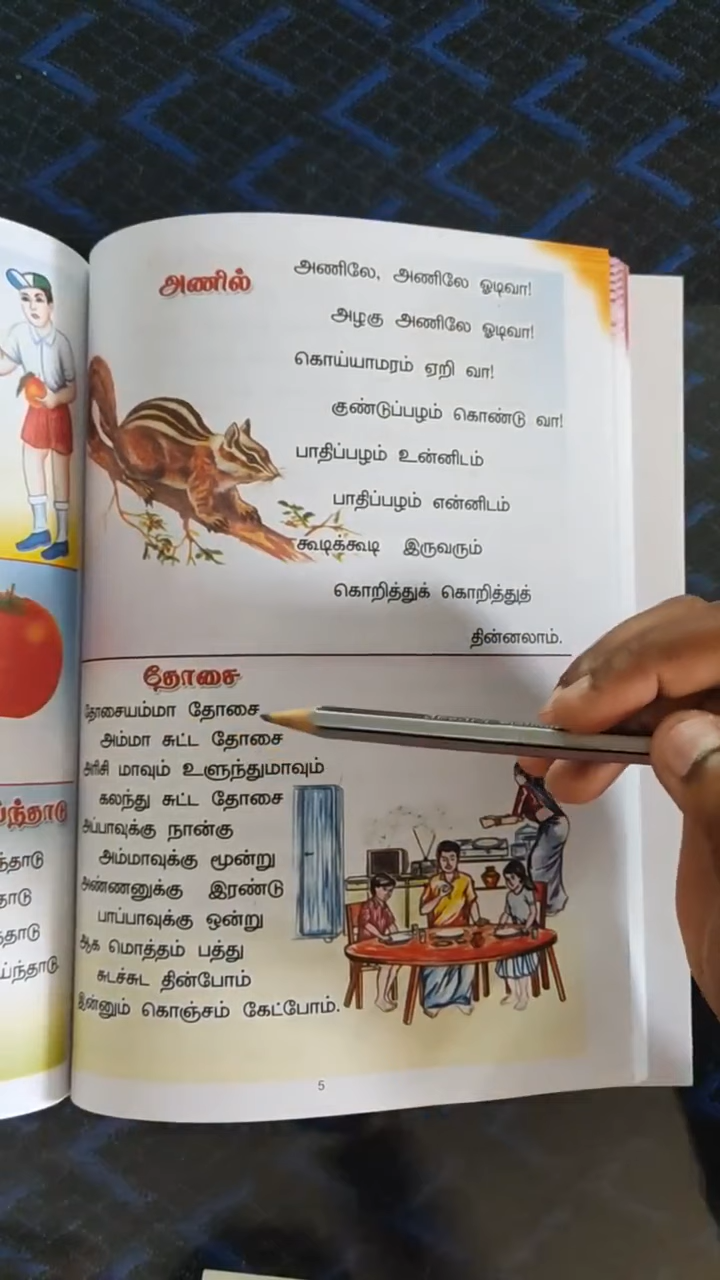 அணில்
அணிலே, அணிலே ஓடிவா!
அழகு அணிலே ஓடிவா!
கொய்யாமரம் ஏறி வா!
குண்டுப்பழம் கொண்டு வா!
பாதிப்பழம் உன்னிடம்
பாதிப்பழம் என்னிடம்
கூடிக்கூடி இருவரும்
கொறித்துக் கொறித்துத்
தின்னலாம்.
தோசை
தோசையம்மா தோசை
அம்மா சுட்ட தோசை
அரிசி மாவும் உளுந்துமாவும்
கலந்து சுட்ட தோசை
அப்பாவுக்கு நான்கு
அம்மாவுக்கு மூன்று
அண்ணனுக்கு இரண்டு
பாப்பாவுக்கு ஒன்று
ஆக மொத்தம் பத்து
சுடச்சுட தின்போம்
இன்னும் கொஞ்சம் கேட்போம்.
5